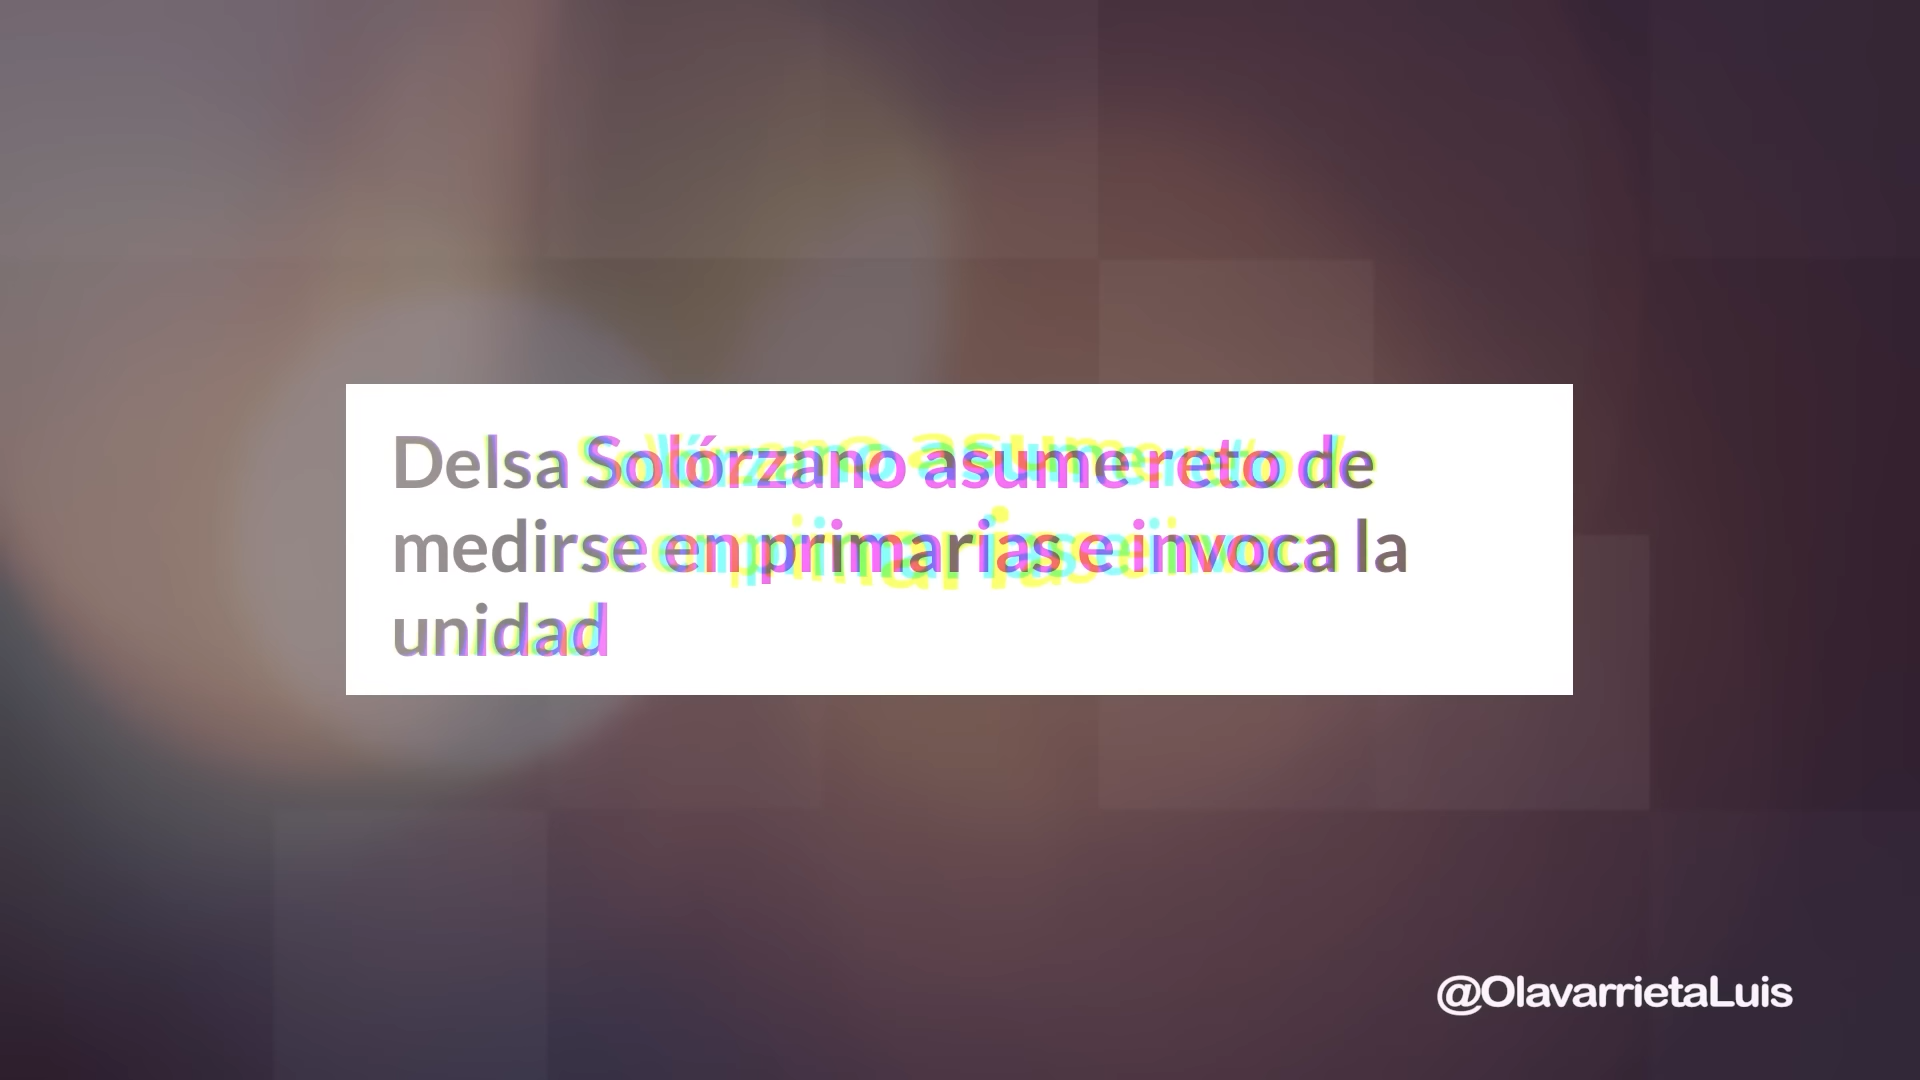 Delsa Solórzano asume reto de
medirse en primarias e invoca la
unidad
@OlavarrietaLuis